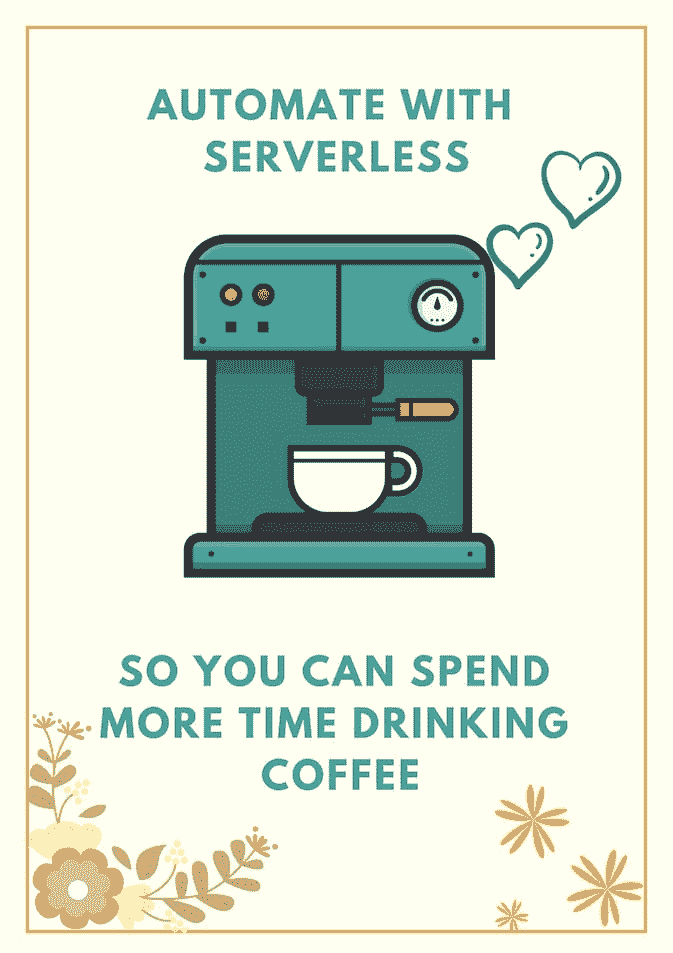 AUTOMATE WITH
SERVERLESS
SO YOU CAN SPEND
MORE TIME DRINKING
COFFEE